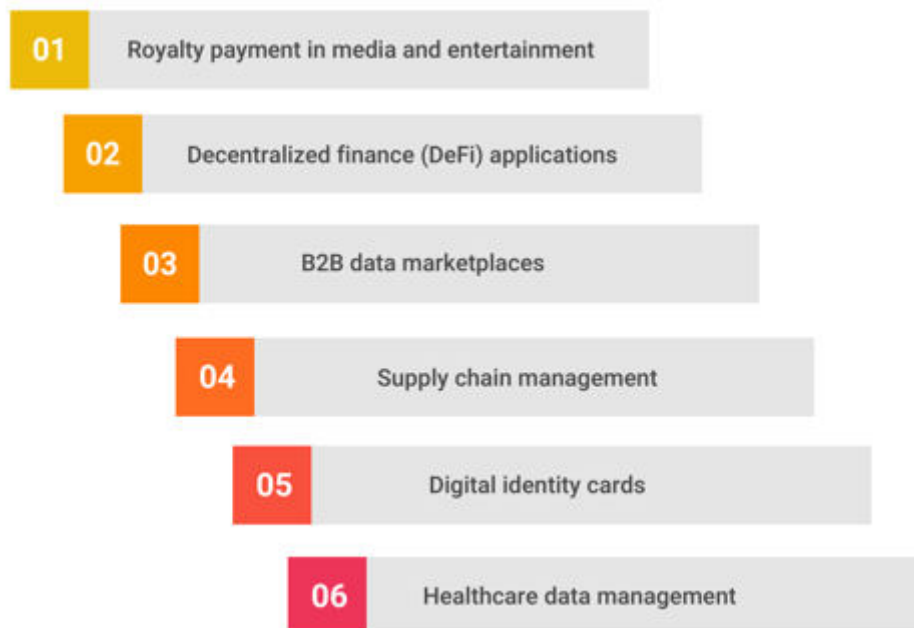 01 Royalty payment in media and entertainment
02 Decentralized finance (DeFi) applications
03 B2B data marketplaces
04 Supply chain management
05 Digital identity cards
06 Healthcare data management